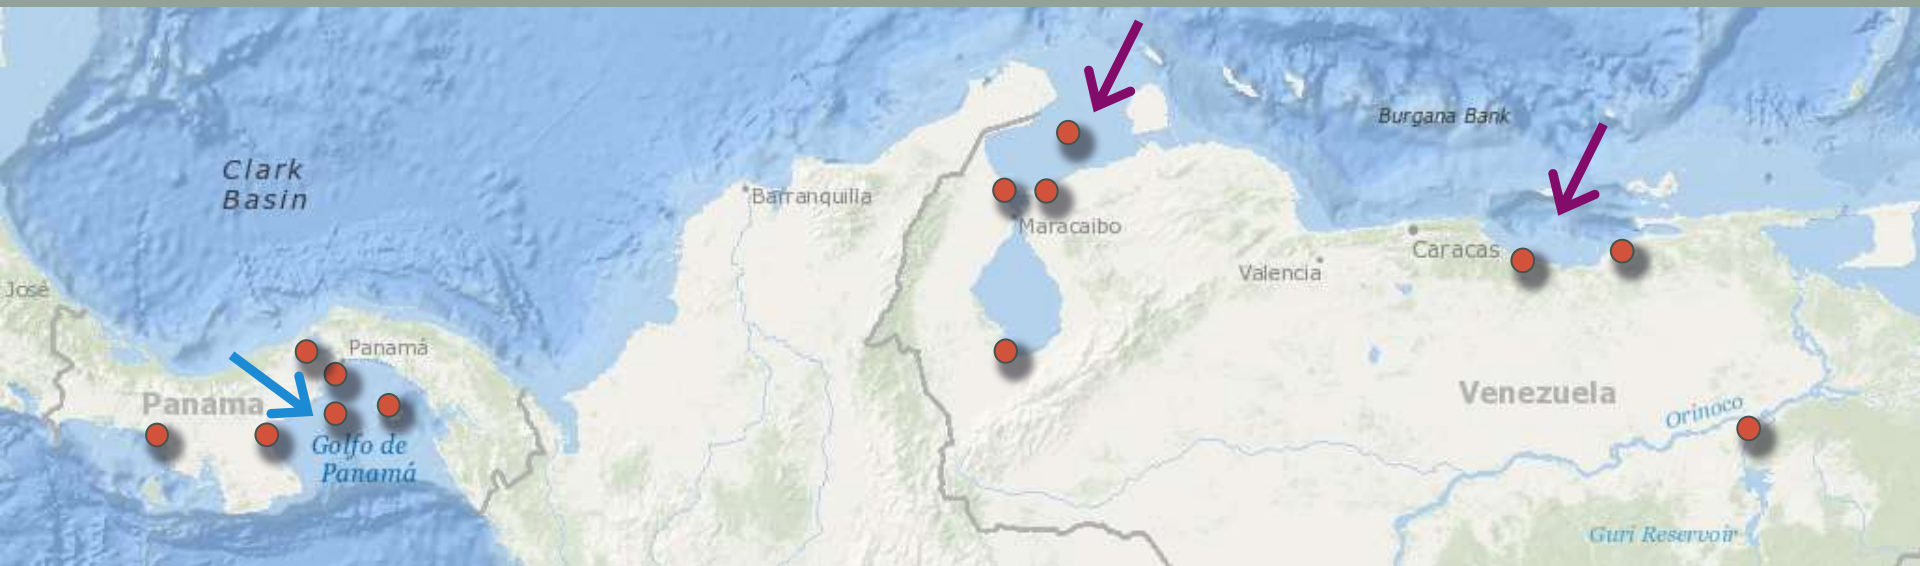 Clark
Basin
Burgana Bank
Barranquilla
Maracaibo
Caracas
Valencia
José
Panamá
Panama
Golfo de
Panamá
Venezuela
Orinoco
Guri Reservoir